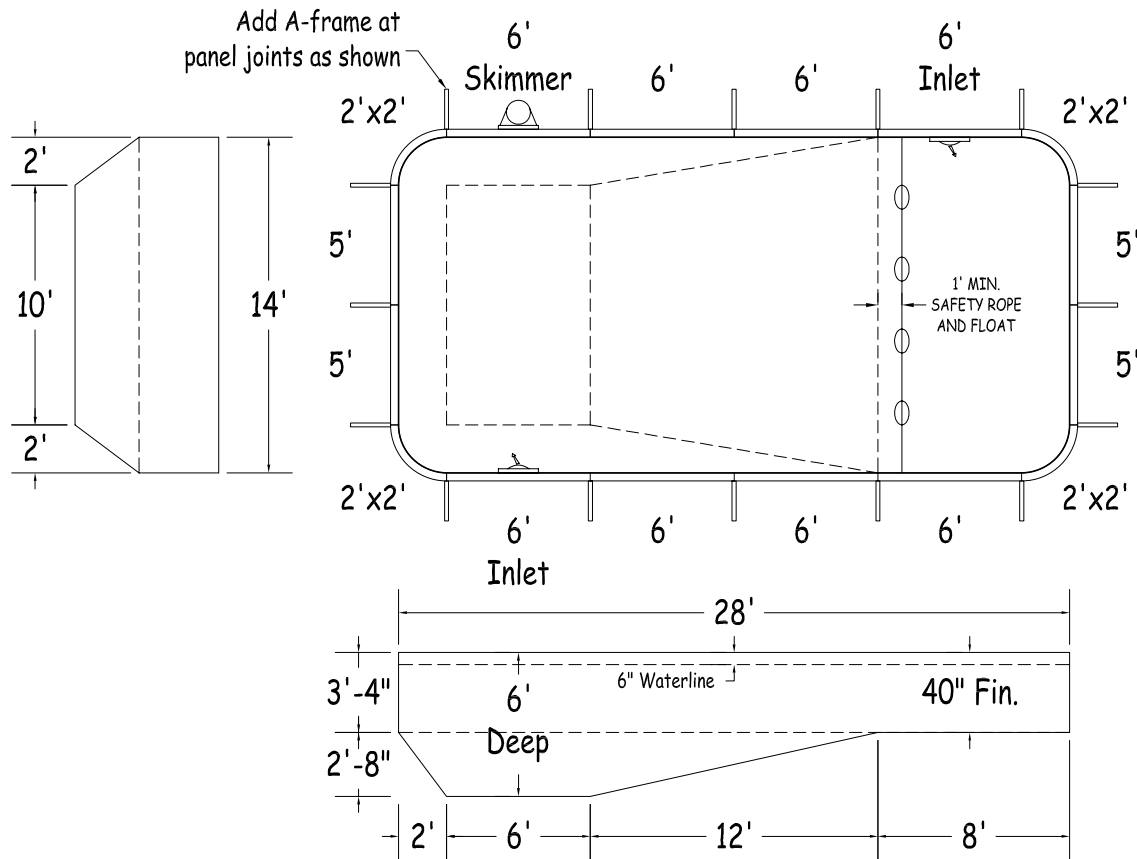 Add A-frame at
panel joints as shown
6'
Skimmer
6'
6'
6'
Inlet
2'x2'
2'x2'
2'
10'
2'
14'
5'
5'
5'
5'
1' MIN.
SAFETY ROPE
AND FLOAT
2'x2'
2'x2'
6'
Inlet
6'
6'
6'
28'
3'-4"
2'-8"
6'
Deep
6" Waterline
40" Fin.
2'
6'
12'
8'